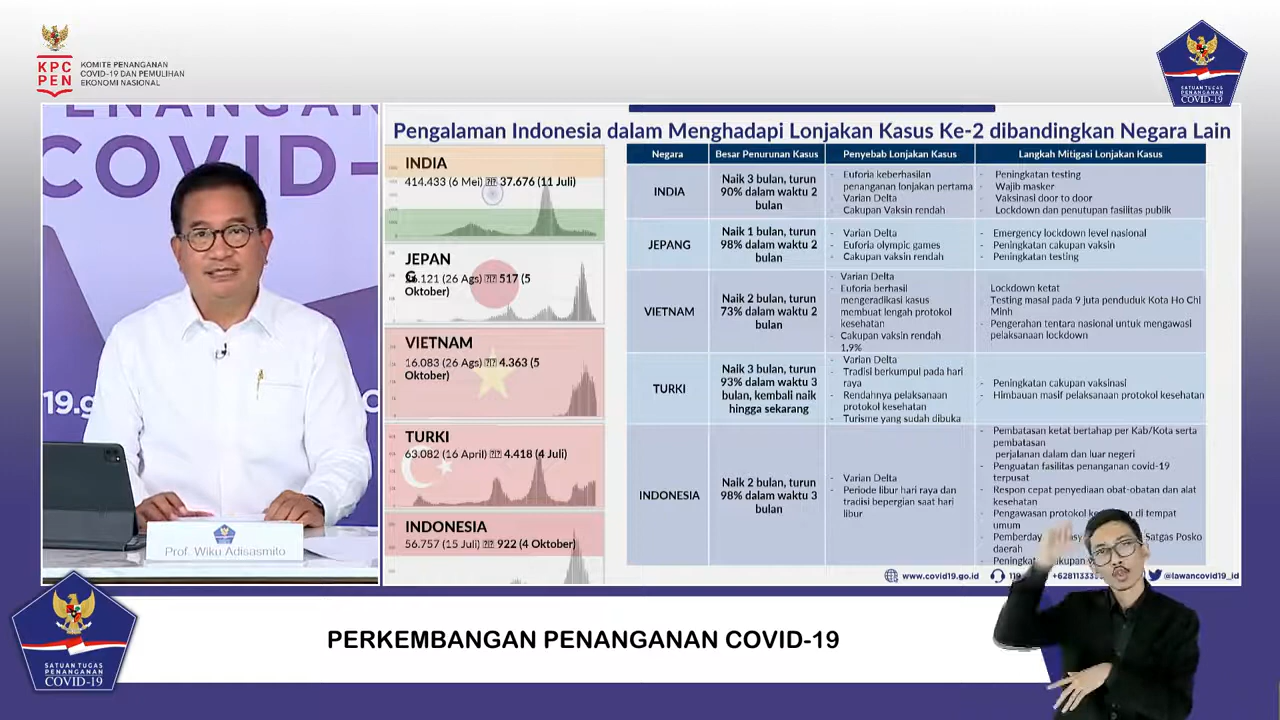 KPC
PEN
KOMITE PENANGANAN
COVID-19 DAN PEMULIHAN
EKONOMI NASIONAL
SATUAN TUGAS
PENANGANAN
COVID-19
ENANGAN
COVID-
19.g
Prof. Wiku Adisasmito
Pengalaman Indonesia dalam Menghadapi Lonjakan Kasus Ke-2 dibandingkan Negara Lain
INDIA
414.433 (6 Mei) 37.676 (11 Juli)
JEPAN
G
26.121 (26 Ags) 517 (5
Oktober)
VIETNAM
16.083 (26 Ags) 4.363 (5
Oktober)
TURKI
63.082 (16 April) 4.418 (4 Juli)
INDONESIA
56.757 (15 Juli) 922 (4 Oktober)
Negara
Besar Penurunan Kasus
Penyebab Lonjakan Kasus
Langkah Mitigasi Lonjakan Kasus
INDIA
Naik 3 bulan, turun
90% dalam waktu 2
bulan
- Euforia keberhasilan
penanganan lonjakan pertama
- Varian Delta
- Cakupan Vaksin rendah
- Peningkatan testing
- Wajib masker
- Vaksinasi door to door
- Lockdown dan penutupan fasilitas publik
JEPANG
Naik 1 bulan, turun
98% dalam waktu 2
bulan
- Varian Delta
- Euforia olympic games
- Cakupan vaksin rendah
- Emergency lockdown level nasional
- Peningkatan cakupan vaksin
- Peningkatan testing
VIETNAM
Naik 2 bulan, turun
73% dalam waktu 2
bulan
- Varian Delta
- Euforia berhasil
mengeradikasi kasus
membuat lengah protokol
kesehatan
- Cakupan vaksin rendah
1,9%
Lockdown ketat
- Testing masal pada 9 juta penduduk Kota Ho Chi
Minh
- Pengerahan tentara nasional untuk mengawasi
pelaksanaan lockdown
TURKI
Naik 3 bulan, turun
93% dalam waktu 3
bulan, kembali naik
hingga sekarang
- Varian Delta
- Tradisi berkumpul pada hari
raya
- Rendahnya pelaksanaan
protokol kesehatan
- Turisme yang sudah dibuka
- Peningkatan cakupan vaksinasi
- Himbauan masif pelaksanaan protokol kesehatan
INDONESIA
Naik 2 bulan, turun
98% dalam waktu 3
bulan
- Varian Delta
- Periode libur hari raya dan
tradisi bepergian saat hari
libur
- Pembatasan ketat bertahap per Kab/Kota serta
pembatasan
perjalanan dalam dan luar negeri
- Penguatan fasilitas penanganan covid-19
terpusat
- Respon cepat penyediaan obat-obatan dan alat
kesehatan
- Pengawasan protokol di tempat
umum
- Satgas Posko
daerah
-
www.covid19.go.id
@lawancovid19_id
SATUAN TUGAS
PENANGANAN
COVID-19
PERKEMBANGAN PENANGANAN COVID-19